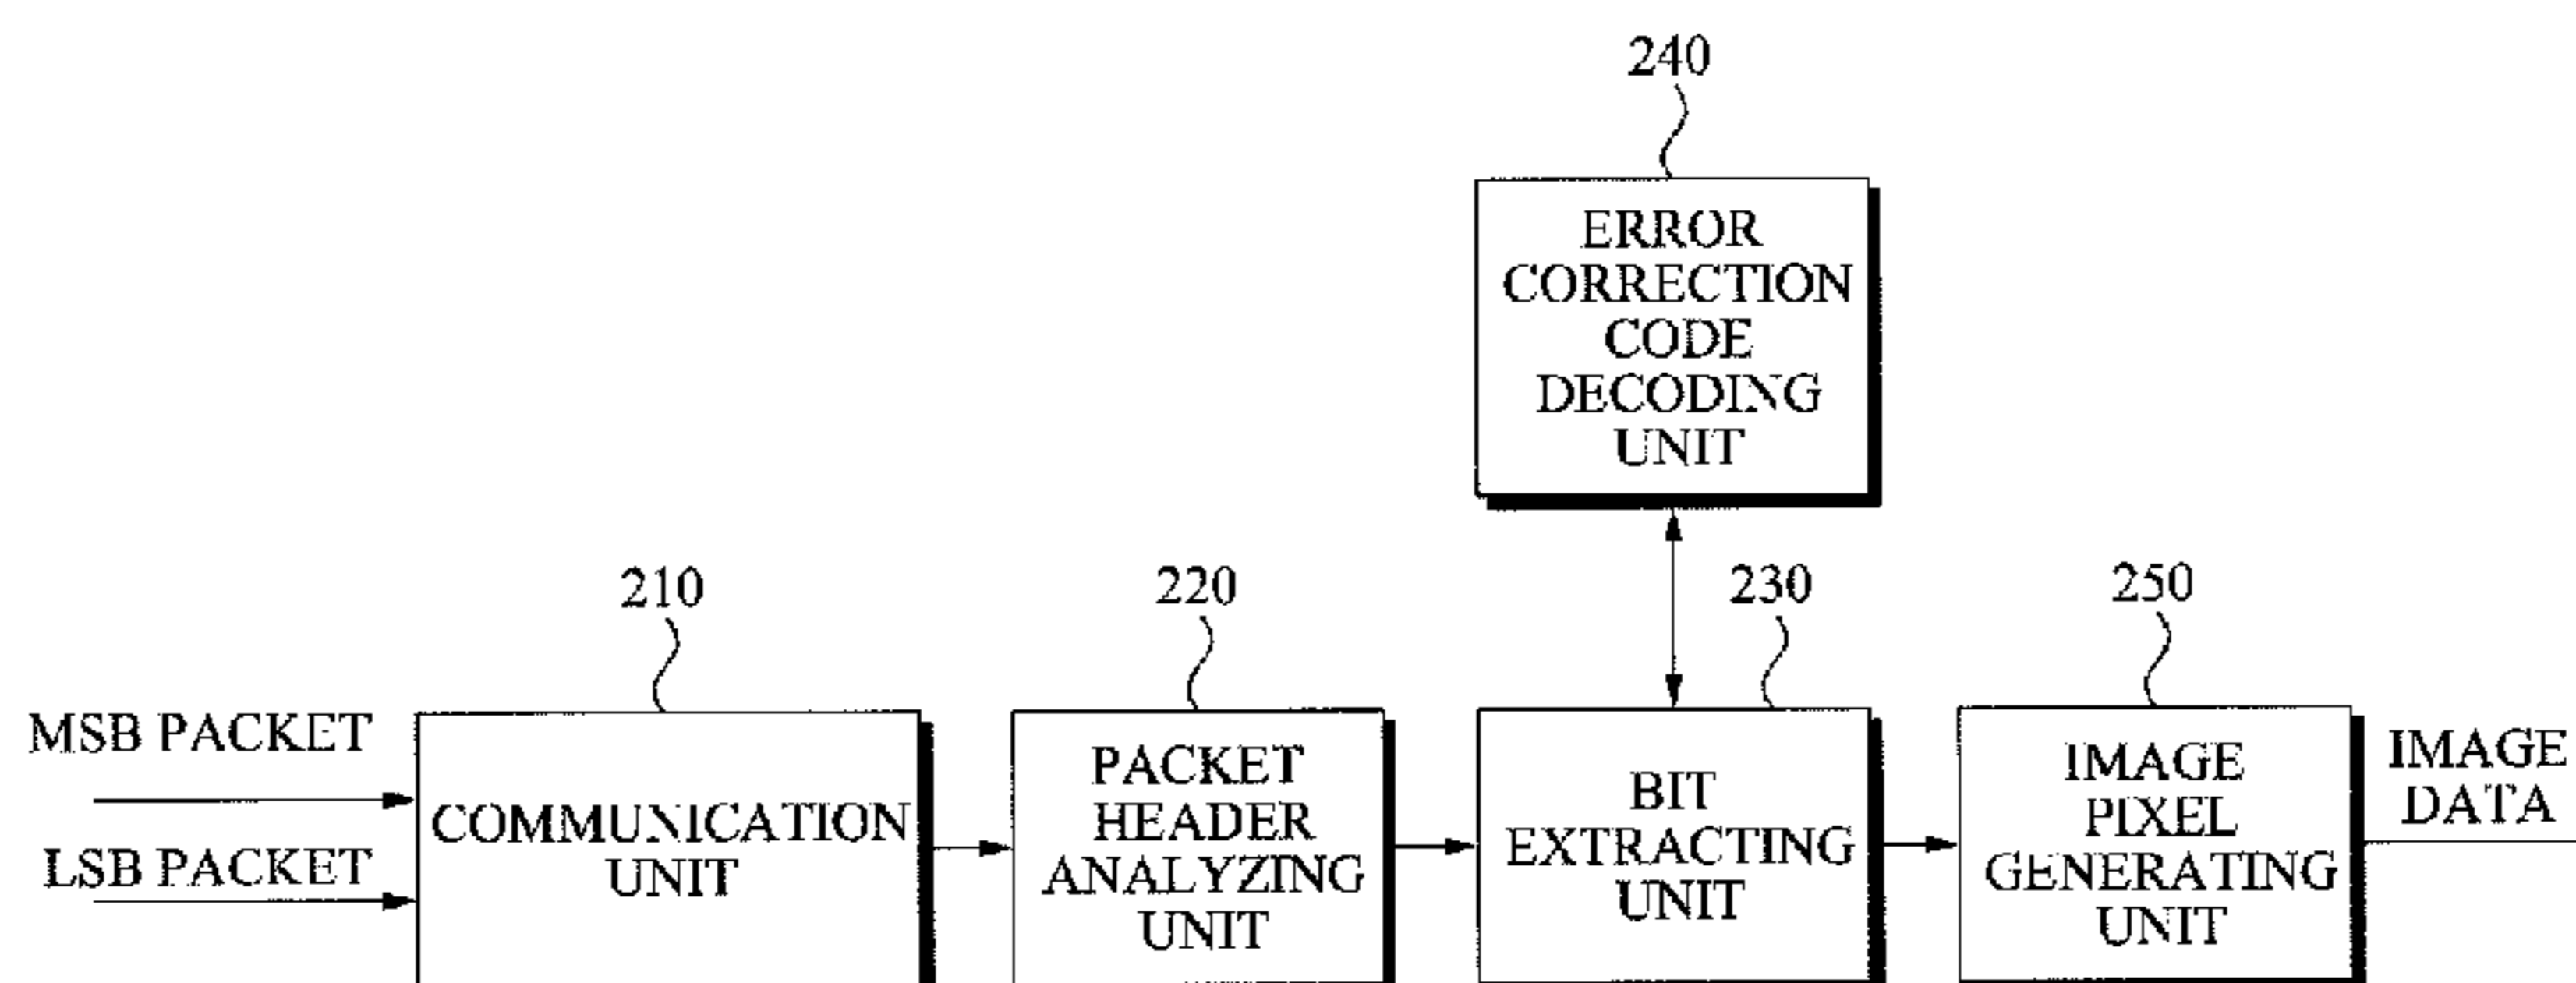 240
ERROR
CORRECTION
CODE
DECODING
UNIT
210
220
230
250
MSB PACKET
LSB PACKET
COMMUNICATION
UNIT
PACKET
HEADER
ANALYZING
UNIT
BIT
EXTRACTING
UNIT
IMAGE
PIXEL
GENERATING
UNIT
IMAGE
DATA